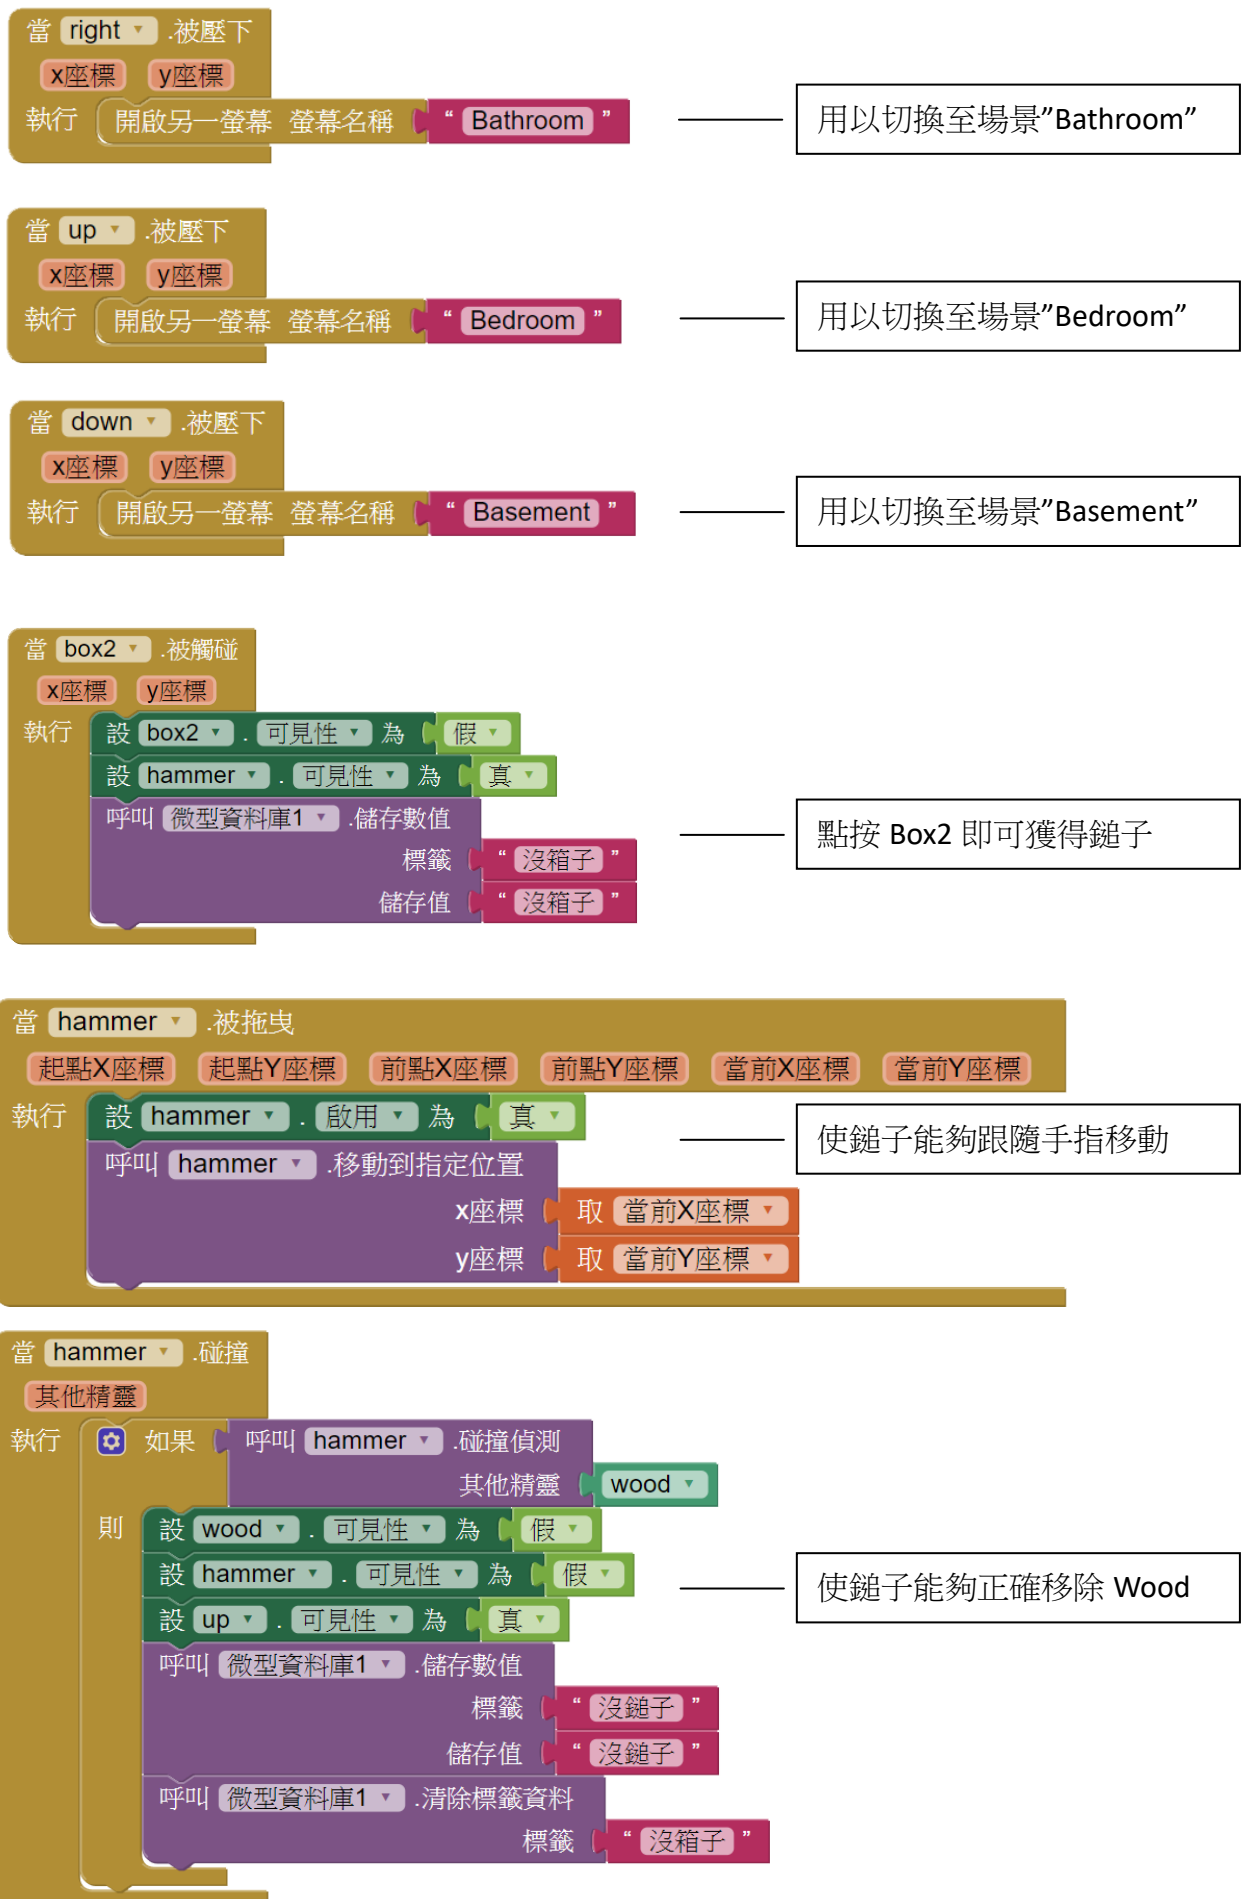 當 right .被壓下
x座標 y座標
執行 開啟另一螢幕 螢幕名稱 “ Bathroom ”
用以切換至場景”Bathroom”
當 up .被壓下
x座標 y座標
執行 開啟另一螢幕 螢幕名稱 “ Bedroom ”
用以切換至場景”Bedroom”
當 down .被壓下
x座標 y座標
執行 開啟另一螢幕 螢幕名稱 “ Basement ”
用以切換至場景”Basement”
當 box2 .被觸碰
x座標 y座標
執行 設 box2 . 可見性 為 假
設 hammer . 可見性 為 真
呼叫 微型資料庫1 .儲存數值
標籤 “ 沒箱子 ”
儲存值 “ 沒箱子 ”
點按 Box2 即可獲得鎚子
當 hammer .被拖曳
起點X座標 起點Y座標 前點X座標 前點Y座標 當前X座標 當前Y座標
執行 設 hammer . 啟用 為 真
呼叫 hammer .移動到指定位置
x座標 取 當前X座標
y座標 取 當前Y座標
使鎚子能夠跟隨手指移動
當 hammer .碰撞
其他精靈
執行 如果 呼叫 hammer .碰撞偵測
其他精靈 wood
則 設 wood . 可見性 為 假
設 hammer . 可見性 為 假
設 up . 可見性 為 真
呼叫 微型資料庫1 .儲存數值
標籤 “ 沒鎚子 ”
儲存值 “ 沒鎚子 ”
呼叫 微型資料庫1 .清除標籤資料
標籤 “ 沒箱子 ”
使鎚子能夠正確移除 Wood